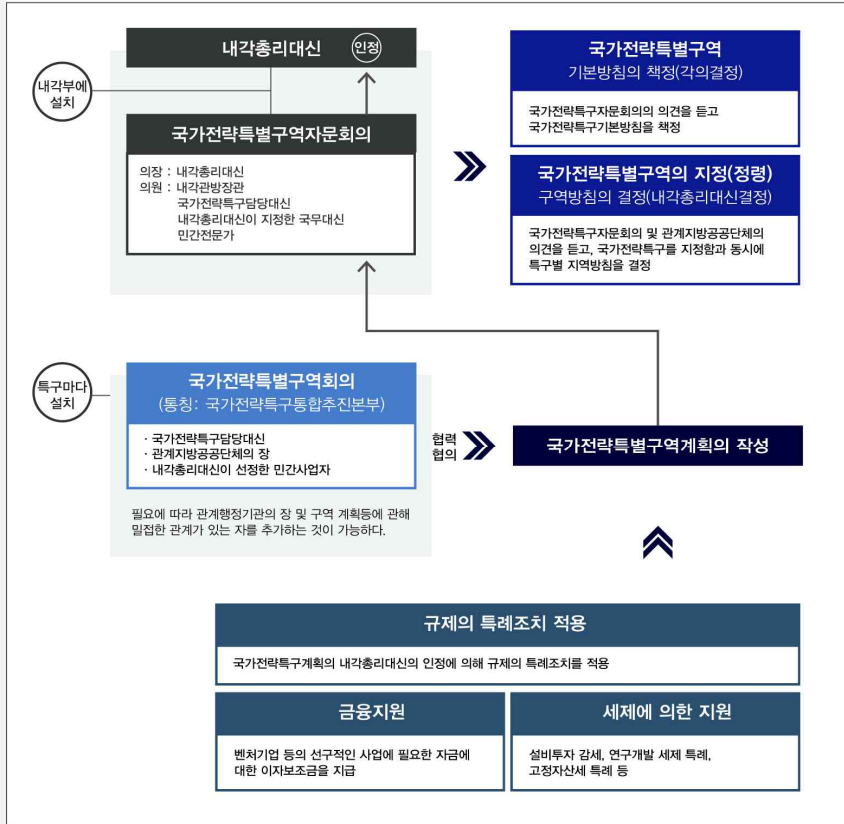 내각총리대신
인정
내각부에
설치
국가전략특별구역자문회의
의장 : 내각총리대신
의원 : 내각관방장관
국가전략특구담당대신
내각총리대신이 지정한 국무대신
민간전문가
국가전략특별구역
기본방침의 책정(각의결정)
국가전략특구자문회의의 의견을 듣고
국가전략특구기본방침을 책정
국가전략특별구역의 지정(정령)
구역방침의 결정(내각총리대신결정)
국가전략특구자문회의 및 관계지방공공단체의
의견을 듣고, 국가전략특구를 지정함과 동시에
특구별 지역방침을 결정
특구마다
설치
국가전략특별구역회의
(통칭: 국가전략특구통합추진본부)
· 국가전략특구담당대신
· 관계지방공공단체의 장
· 내각총리대신이 선정한 민간사업자
필요에 따라 관계행정기관의 장 및 구역 계획등에 관해
밀접한 관계가 있는 자를 추가하는 것이 가능하다.
협력
협의
국가전략특별구역계획의 작성
규제의 특례조치 적용
국가전략특구계획의 내각총리대신의 인정에 의해 규제의 특례조치를 적용
금융지원
벤처기업 등의 선구적인 사업에 필요한 자금에
대한 이자보조금을 지급
세제에 의한 지원
설비투자 감세, 연구개발 세제 특례,
고정자산세 특례 등